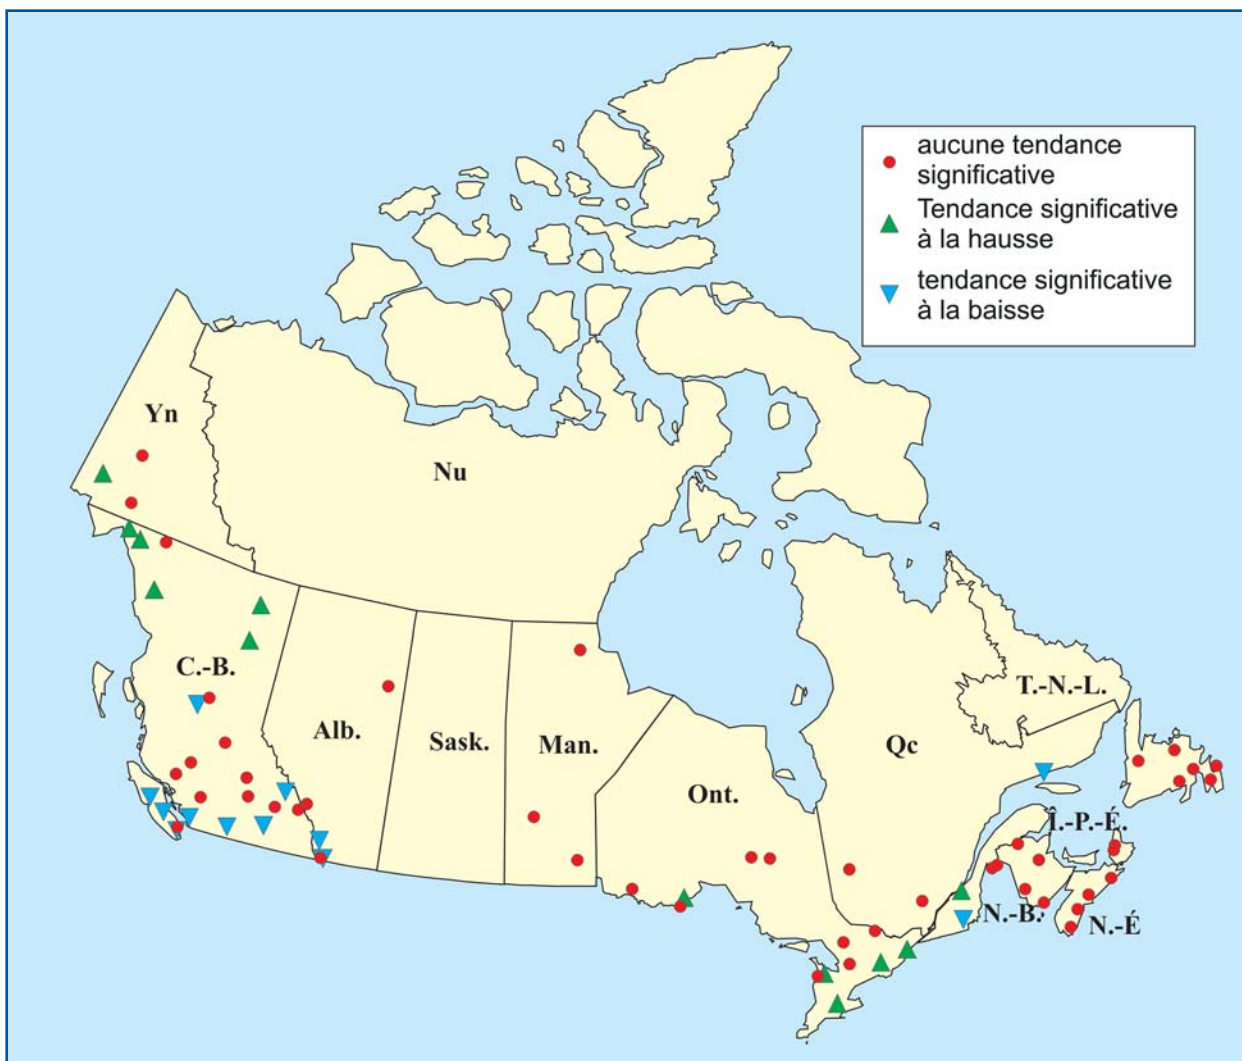 aucune tendance
significative
Tendance significative
à la hausse
tendance significative
à la baisse
Yn
Nu
C.-B.
Alb.
Sask.
Man.
Ont.
Qc
T.-N.-L.
Î.-P.-É.
N.-B.
N.-É